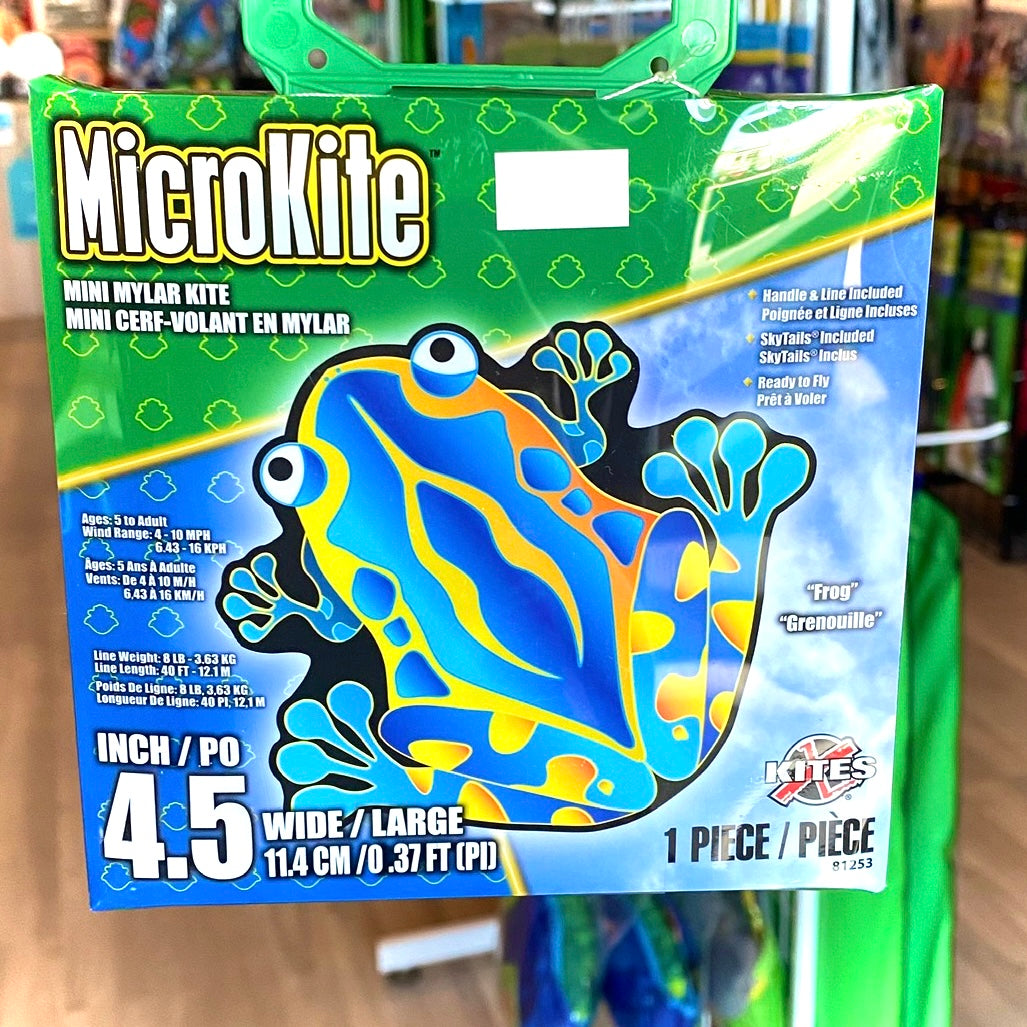 MicroKite™
MINI MYLAR KITE
MINI CERF-VOLANT EN MYLAR
Handle & Line Included
Poignée et Ligne Incluses
SkyTails® Included
SkyTails® Inclus
Ready to Fly
Prêt à Voler
Ages: 5 to Adult
Wind Range: 4 - 10 MPH
6.43 - 16 KPH
Ages: 5 Ans À Adulte
Vents: De 4 À 10 M/H
6,43 À 16 KM/H
"Frog"
"Grenouille"
Line Weight: 8 LB - 3.63 KG
Line Length: 40 FT - 12.1 M
Poids De Ligne: 8 LB, 3,63 KG
Longueur De Ligne: 40 PI, 12,1 M
INCH / PO
4.5
WIDE / LARGE
11.4 CM /0 .37 FT (PI)
X KITES®
1 PIECE / PIÈCE
81253